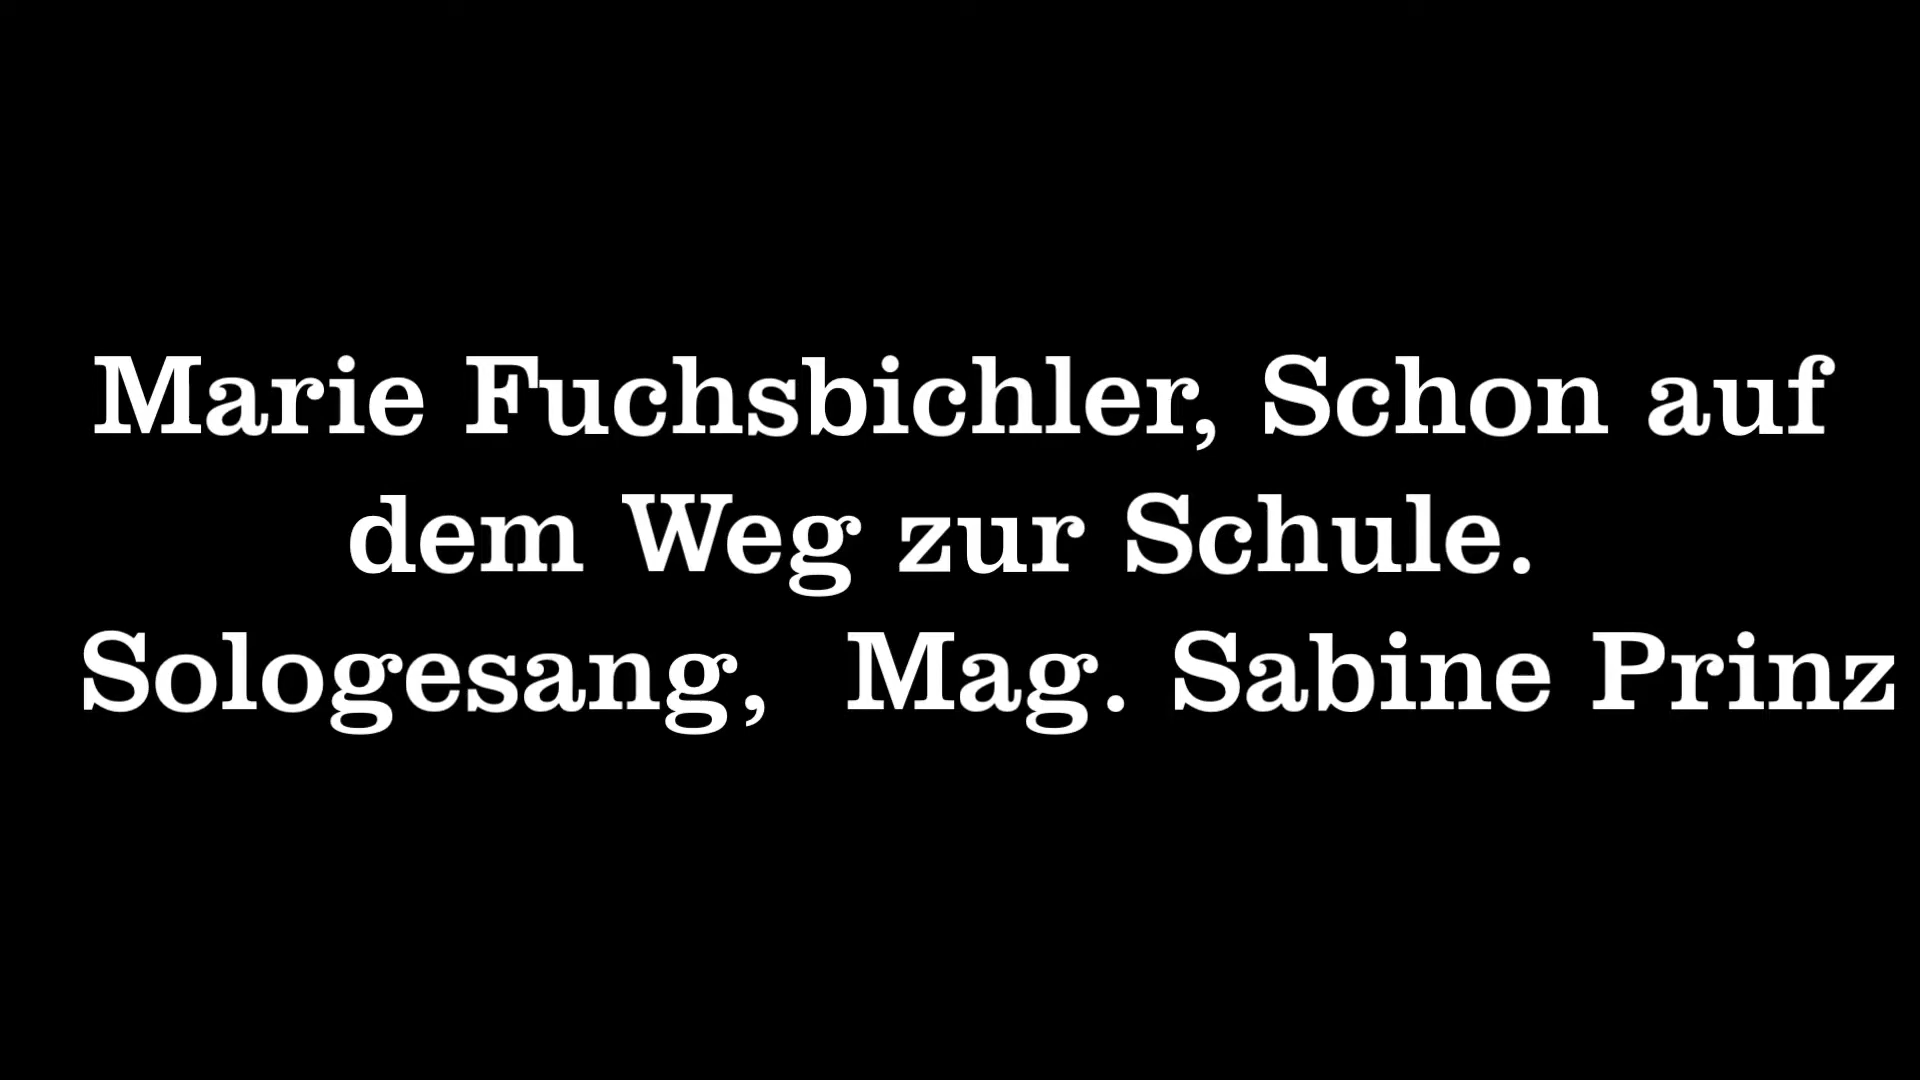 Marie Fuchsbichler, Schon auf
dem Weg zur Schule.
Sologesang,  Mag. Sabine Prinz